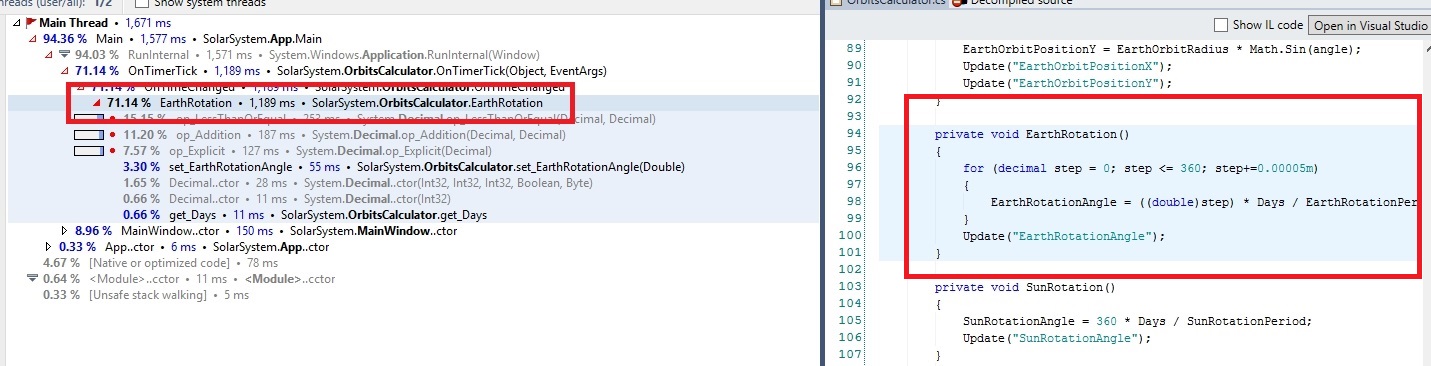 hreads (user/all): 1/2 Show system threads
Main Thread • 1,671 ms
94.36 % Main • 1,577 ms • SolarSystem.App.Main
94.03 % RunInternal • 1,571 ms • System.Windows.Application.RunInternal(Window)
71.14 % OnTimerTick • 1,189 ms • SolarSystem.OrbitsCalculator.OnTimerTick(Object, EventArgs)
71.14 % OnTimeChanged • 1,189 ms • SolarSystem.OrbitsCalculator.OnTimeChanged
71.14 % EarthRotation • 1,189 ms • SolarSystem.OrbitsCalculator.EarthRotation
15.15 % op_LessThanOrEqual • 253 ms • System.Decimal.op_LessThanOrEqual(Decimal, Decimal)
11.20 % op_Addition • 187 ms • System.Decimal.op_Addition(Decimal, Decimal)
7.57 % op_Explicit • 127 ms • System.Decimal.op_Explicit(Decimal)
3.30 % set_EarthRotationAngle • 55 ms • SolarSystem.OrbitsCalculator.set_EarthRotationAngle(Double)
1.65 % Decimal..ctor • 28 ms • System.Decimal..ctor(Int32, Int32, Int32, Boolean, Byte)
0.66 % Decimal..ctor • 11 ms • System.Decimal..ctor(Int32)
0.66 % get_Days • 11 ms • SolarSystem.OrbitsCalculator.get_Days
8.96 % MainWindow..ctor • 150 ms • SolarSystem.MainWindow..ctor
0.33 % App..ctor • 6 ms • SolarSystem.App..ctor
4.67 % [Native or optimized code] • 78 ms
0.64 % <Module>..cctor • 11 ms • <Module>..cctor
0.33 % [Unsafe stack walking] • 5 ms
OrbitsCalculator.cs Decompiled source
Show IL code Open in Visual Studio
89 EarthOrbitPositionY = EarthOrbitRadius * Math.Sin(angle);
90 Update("EarthOrbitPositionX");
91 Update("EarthOrbitPositionY");
92 }
93
94 private void EarthRotation()
95 {
96 for (decimal step = 0; step <= 360; step+=0.00005m)
97 {
98 EarthRotationAngle = ((double)step) * Days / EarthRotationPer
99 }
100 Update("EarthRotationAngle");
101 }
102
103 private void SunRotation()
104 {
105 SunRotationAngle = 360 * Days / SunRotationPeriod;
106 Update("SunRotationAngle");
107 }